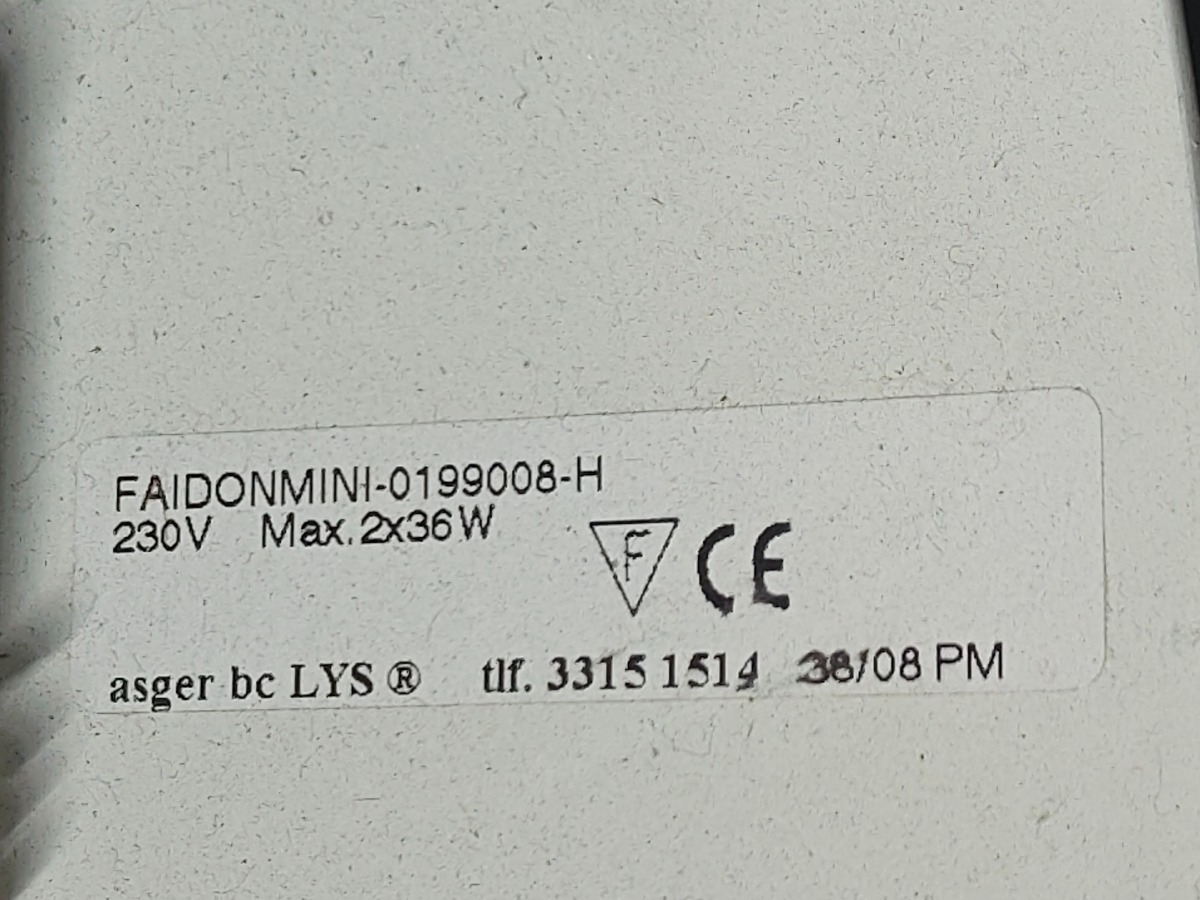 FAIDONMINI-0199008-H
230V Max. 2x36W
F CE
asger bc LYS ® tlf. 3315 1514 38/08 PM